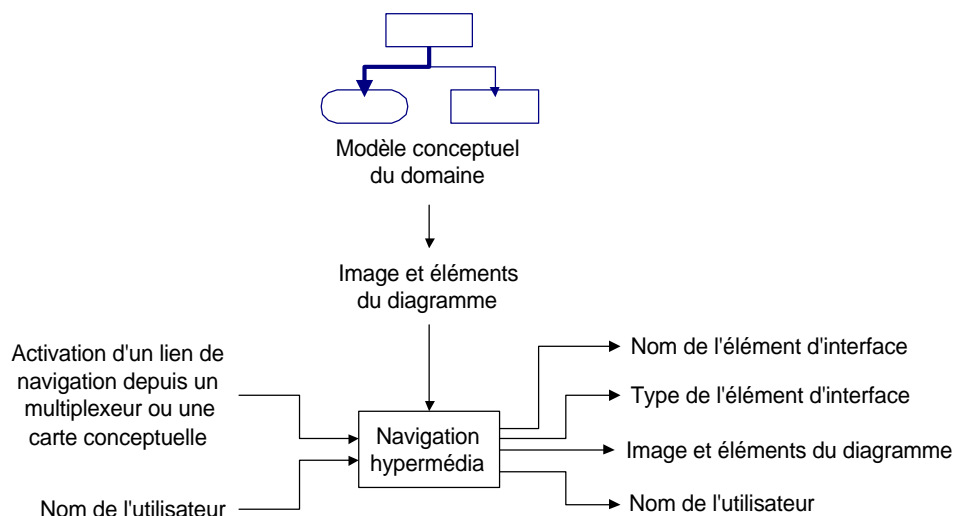 Modèle conceptuel
du domaine
Image et éléments
du diagramme
Activation d'un lien de
navigation depuis un
multiplexeur ou une
carte conceptuelle
Nom de l'utilisateur
Navigation
hypermédia
Nom de l'élément d'interface
Type de l'élément d'interface
Image et éléments du diagramme
Nom de l'utilisateur